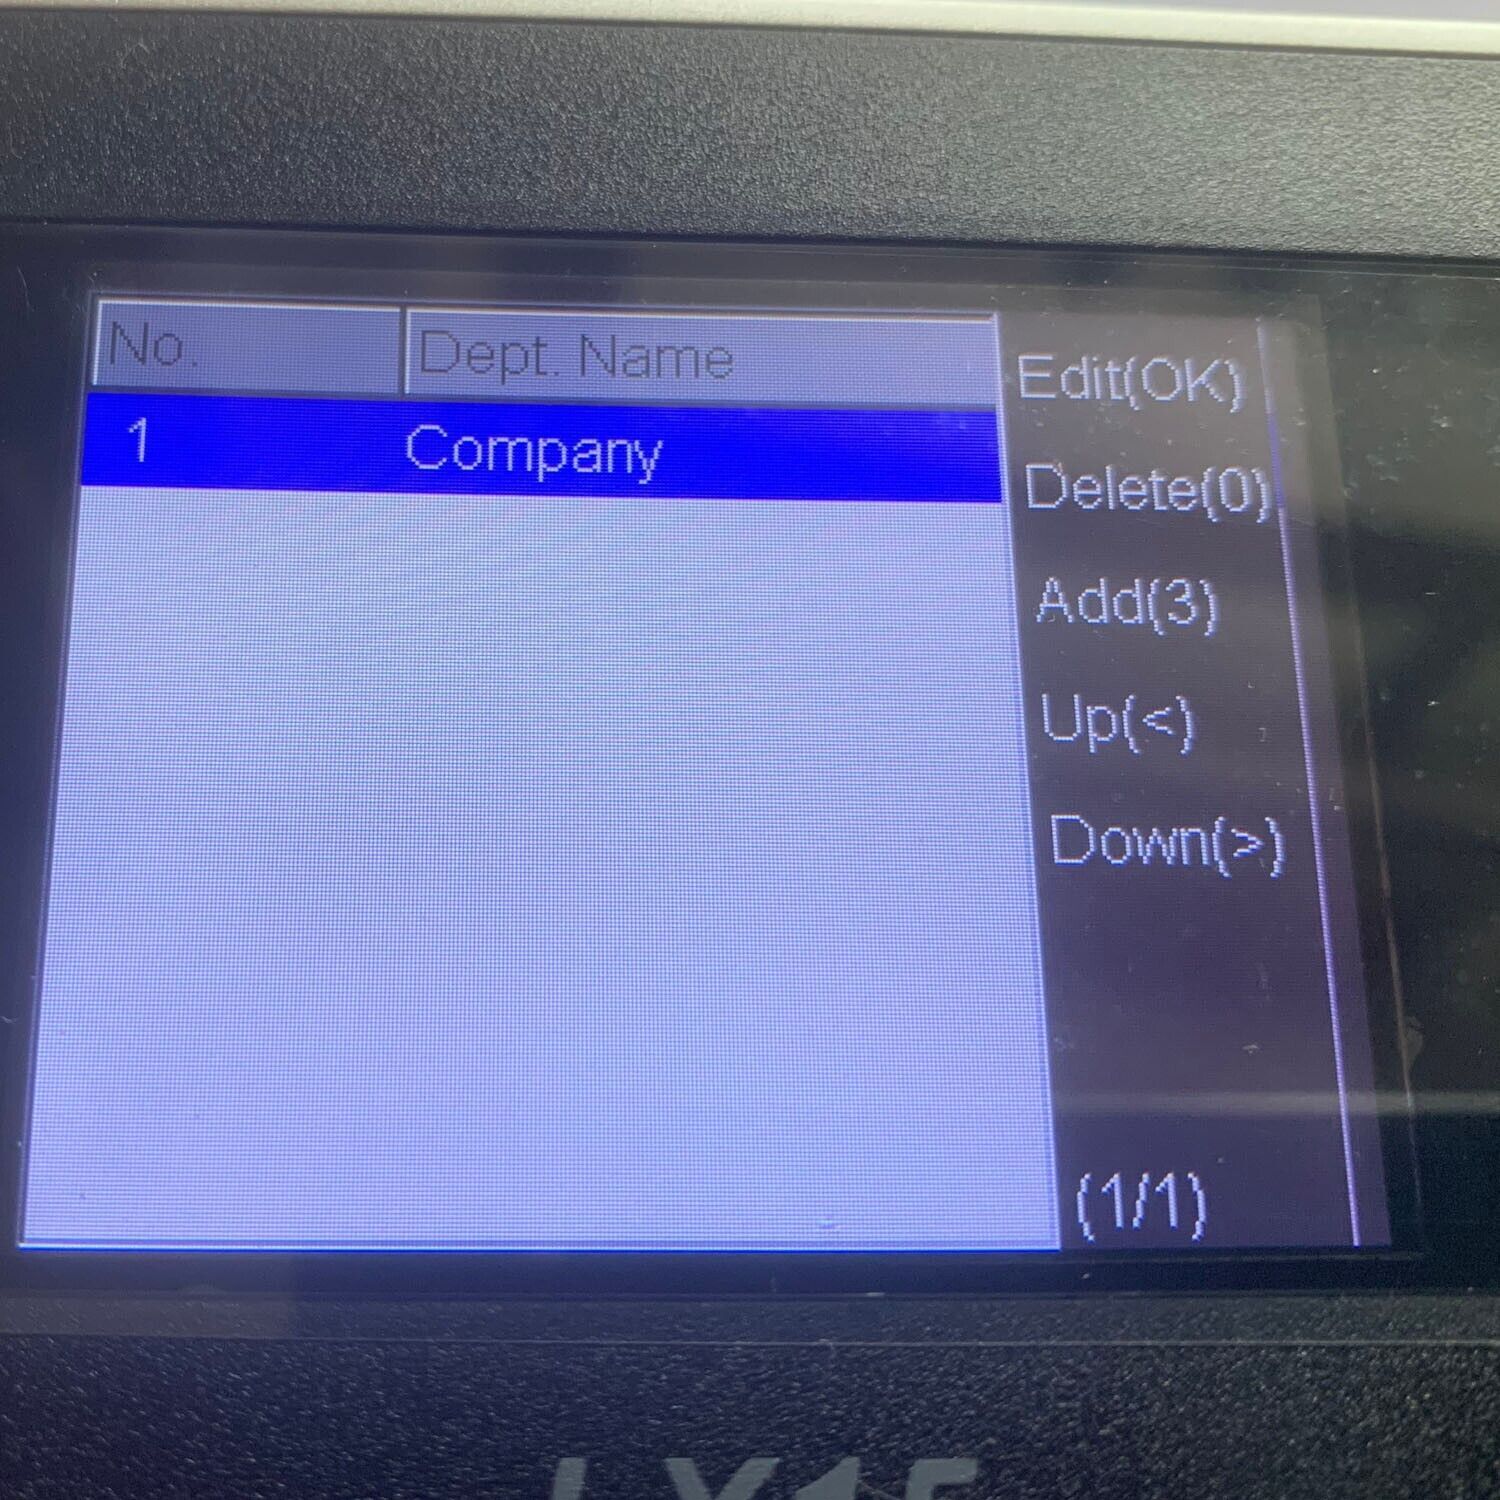 No. Dept. Name
1 Company
Edit(OK)
Delete(0)
Add(3)
Up(<)
Down(>)
(1/1)